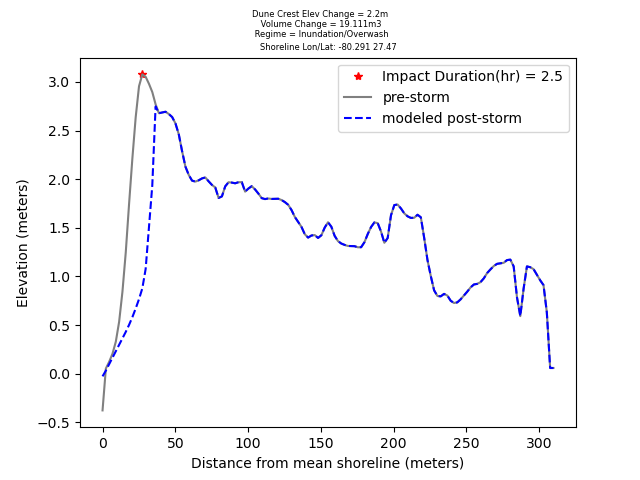 Dune Crest Elev Change = 2.2m
Volume Change = 19.111m3
Regime = Inundation/Overwash
Shoreline Lon/Lat: -80.291 27.47
Impact Duration(hr) = 2.5
pre-storm
modeled post-storm
Elevation (meters)
3.0
2.5
2.0
1.5
1.0
0.5
0.0
−0.5
0 50 100 150 200 250 300
Distance from mean shoreline (meters)